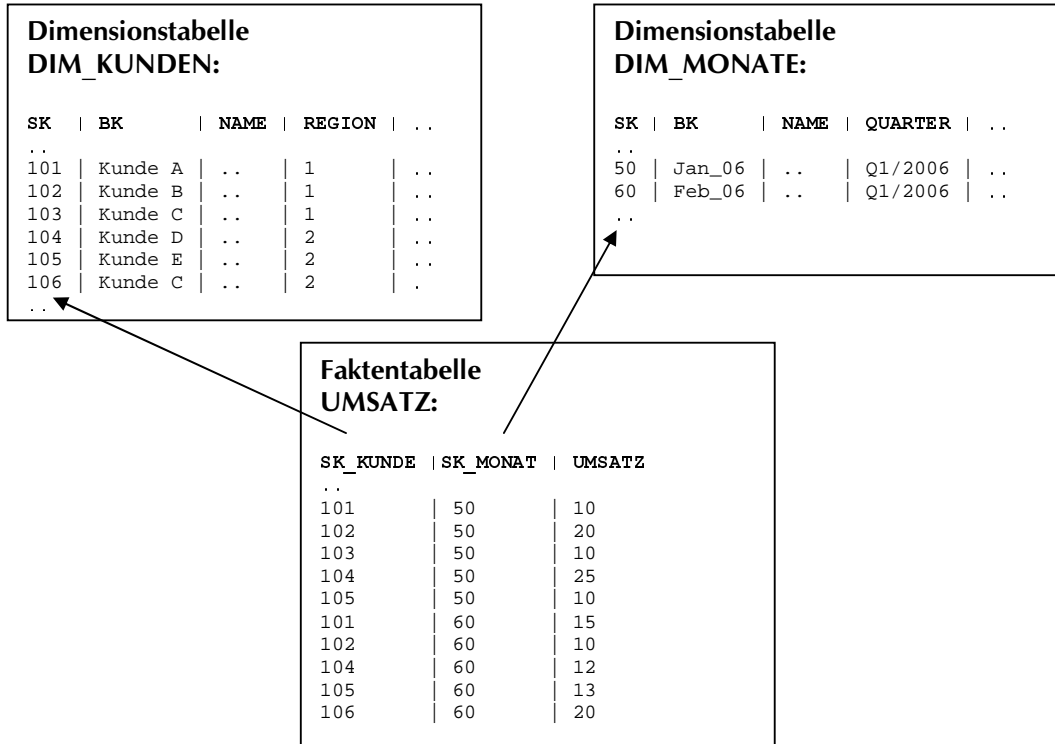 Dimensionstabelle
DIM_KUNDEN:
SK | BK | NAME | REGION | ..
..
101 | Kunde A | .. | 1 | ..
102 | Kunde B | .. | 1 | ..
103 | Kunde C | .. | 1 | ..
104 | Kunde D | .. | 2 | ..
105 | Kunde E | .. | 2 | ..
106 | Kunde C | .. | 2 | .
..
Dimensionstabelle
DIM_MONATE:
SK | BK | NAME | QUARTER | ..
..
50 | Jan_06 | .. | Q1/2006 | ..
60 | Feb_06 | .. | Q1/2006 | ..
..
Faktentabelle
UMSATZ:
SK_KUNDE |SK_MONAT | UMSATZ
..
101 | 50 | 10
102 | 50 | 20
103 | 50 | 10
104 | 50 | 25
105 | 50 | 10
101 | 60 | 15
102 | 60 | 10
104 | 60 | 12
105 | 60 | 13
106 | 60 | 20